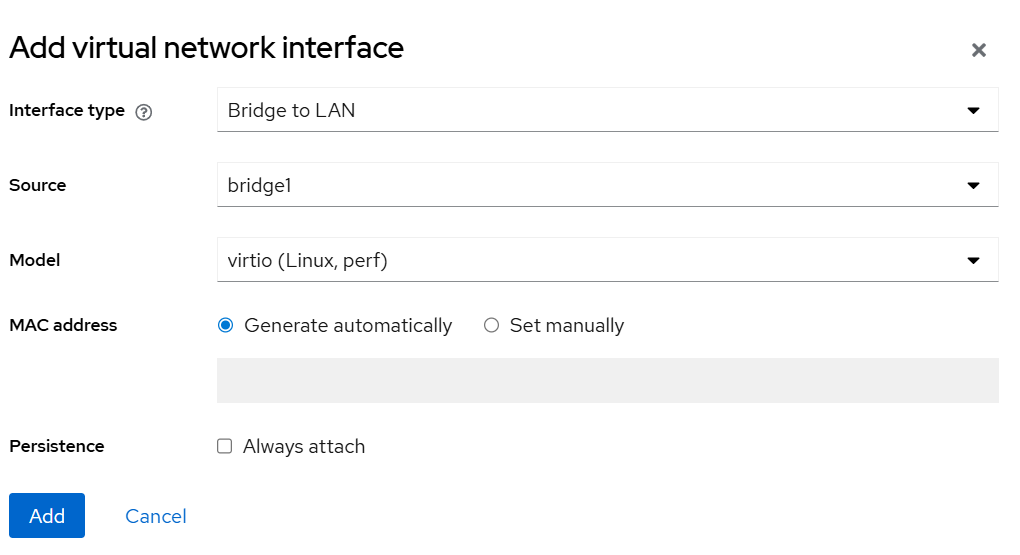 Add virtual network interface
Interface type
Bridge to LAN
Source
bridge1
Model
virtio (Linux, perf)
MAC address
Generate automatically
Set manually
Persistence
Always attach
Add
Cancel